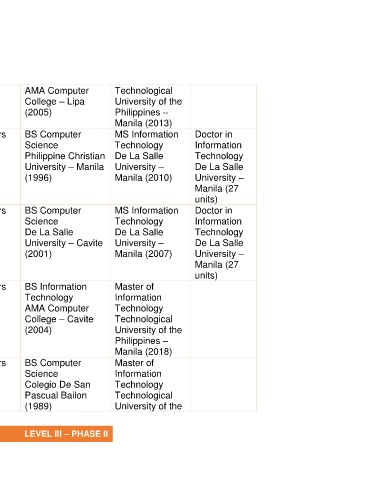 AMA Computer
College – Lipa
(2005)
Technological
University of the
Philippines –
Manila (2013)
rs
BS Computer
Science
Philippine Christian
University – Manila
(1996)
MS Information
Technology
De La Salle
University –
Manila (2010)
Doctor in
Information
Technology
De La Salle
University –
Manila (27
units)
rs
BS Computer
Science
De La Salle
University – Cavite
(2001)
MS Information
Technology
De La Salle
University –
Manila (2007)
Doctor in
Information
Technology
De La Salle
University –
Manila (27
units)
rs
BS Information
Technology
AMA Computer
College – Cavite
(2004)
Master of
Information
Technology
Technological
University of the
Philippines –
Manila (2018)
rs
BS Computer
Science
Colegio De San
Pascual Bailon
(1989)
Master of
Information
Technology
Technological
University of the
LEVEL III – PHASE II